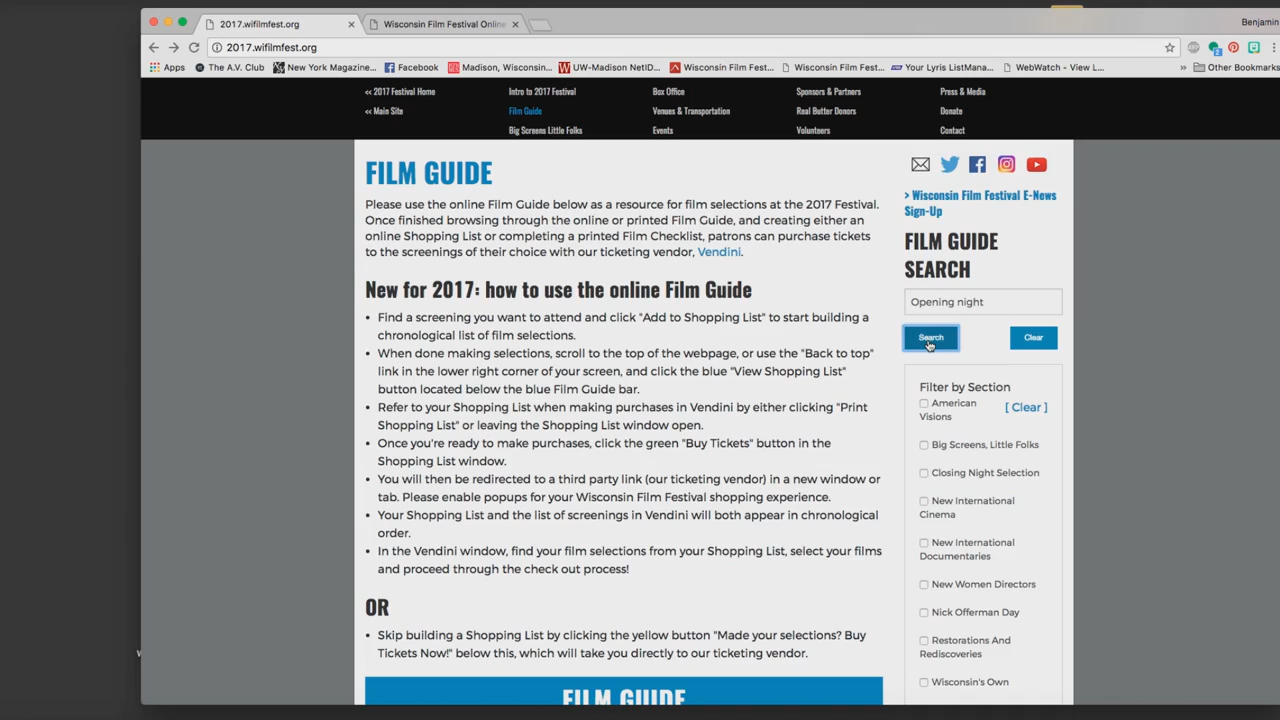 2017.wifilmfest.org
Wisconsin Film Festival Online
Benjamin
2017.wifilmfest.org
Apps The A.V. Club New York Magazine... Facebook Madison, Wisconsin... UW-Madison NetID... Wisconsin Film Fest... Wisconsin Film Fest... Your Lyris ListMana... WebWatch - View L... » Other Bookmarks
<< 2017 Festival Home Intro to 2017 Festival Box Office Sponsors & Partners Press & Media
<< Main Site Film Guide Venues & Transportation Real Butter Donors Donate
Big Screens Little Folks Events Volunteers Contact
FILM GUIDE
Please use the online Film Guide below as a resource for film selections at the 2017 Festival.
Once finished browsing through the online or printed Film Guide, and creating either an
online Shopping List or completing a printed Film Checklist, patrons can purchase tickets
to the screenings of their choice with our ticketing vendor, Vendini.
New for 2017: how to use the online Film Guide
• Find a screening you want to attend and click "Add to Shopping List" to start building a
chronological list of film selections.
• When done making selections, scroll to the top of the webpage, or use the "Back to top"
link in the lower right corner of your screen, and click the blue "View Shopping List"
button located below the blue Film Guide bar.
• Refer to your Shopping List when making purchases in Vendini by either clicking "Print
Shopping List" or leaving the Shopping List window open.
• Once you're ready to make purchases, click the green "Buy Tickets" button in the
Shopping List window.
• You will then be redirected to a third party link (our ticketing vendor) in a new window or
tab. Please enable popups for your Wisconsin Film Festival shopping experience.
• Your Shopping List and the list of screenings in Vendini will both appear in chronological
order.
• In the Vendini window, find your film selections from your Shopping List, select your films
and proceed through the check out process!
OR
• Skip building a Shopping List by clicking the yellow button "Made your selections? Buy
Tickets Now!" below this, which will take you directly to our ticketing vendor.
FILM GUIDE
> Wisconsin Film Festival E-News
Sign-Up
FILM GUIDE
SEARCH
Opening night
Search Clear
Filter by Section
American
Visions
[ Clear ]
Big Screens, Little Folks
Closing Night Selection
New International
Cinema
New International
Documentaries
New Women Directors
Nick Offerman Day
Restorations And
Rediscoveries
Wisconsin's Own